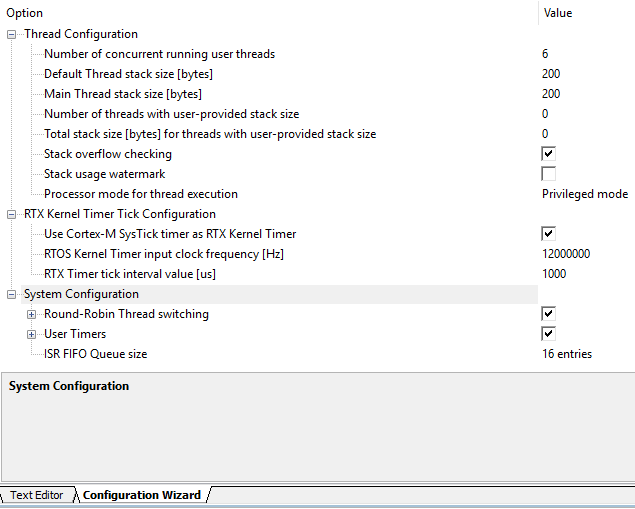 Option Value
Thread Configuration
Number of concurrent running user threads 6
Default Thread stack size [bytes] 200
Main Thread stack size [bytes] 200
Number of threads with user-provided stack size 0
Total stack size [bytes] for threads with user-provided stack size 0
Stack overflow checking
Stack usage watermark
Processor mode for thread execution Privileged mode
RTX Kernel Timer Tick Configuration
Use Cortex-M SysTick timer as RTX Kernel Timer
RTOS Kernel Timer input clock frequency [Hz] 12000000
RTX Timer tick interval value [us] 1000
System Configuration
Round-Robin Thread switching
User Timers
ISR FIFO Queue size 16 entries
System Configuration
Text Editor Configuration Wizard